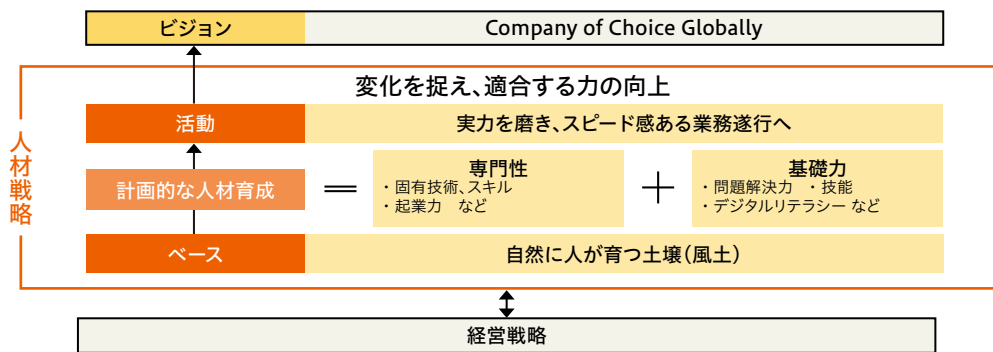 ビジョン
Company of Choice Globally
変化を捉え、適合する力の向上
人材戦略
活動
実力を磨き、スピード感ある業務遂行へ
計画的な人材育成
＝
専門性
・固有技術、スキル
・起業力　など
＋
基礎力
・問題解決力　・技能
・デジタルリテラシー など
ベース
自然に人が育つ土壌（風土）
経営戦略